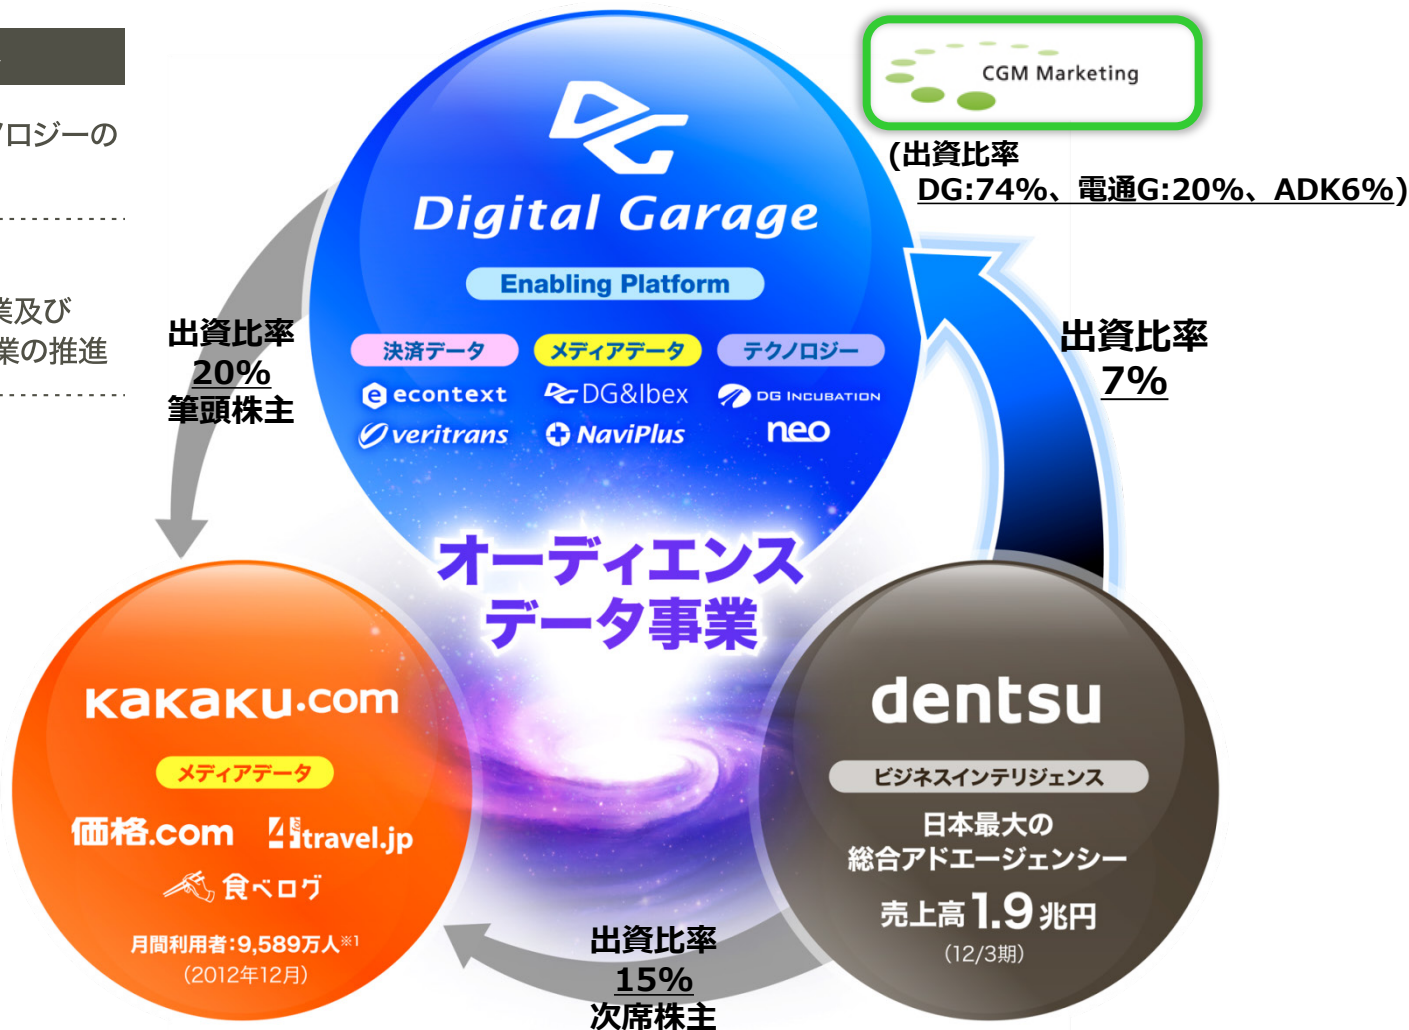 ノロジーの
業及び
業の推進
CGM Marketing
(出資比率
DG:74%、電通G:20%、ADK6%)
DG
Digital Garage
Enabling Platform
決済データ
メディアデータ
テクノロジー
econtext
DG&Ibex
DG INCUBATION
veritrans
NaviPlus
neo
出資比率
20%
筆頭株主
出資比率
7%
オーディエンス
データ事業
kakaku.com
メディアデータ
価格.com
4travel.jp
食べログ
月間利用者:9,589万人※1
(2012年12月)
dentsu
ビジネスインテリジェンス
日本最大の
総合アドエージェンシー
売上高1.9兆円
(12/3期)
出資比率
15%
次席株主